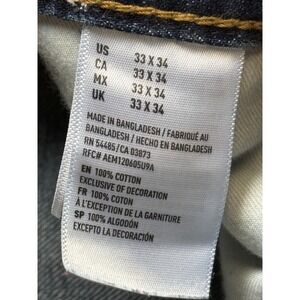 US 33 X 34
CA 33 X 34
MX 33 X 34
UK 33 X 34
MADE IN BANGLADESH / FABRIQUÉ AU
BANGLADESH / HECHO EN BANGLADESH
RN 54485/CA 03873
RFC# AEM120605U9A
EN 100% COTTON
EXCLUSIVE OF DECORATION
FR 100% COTON
À L'EXCEPTION DE LA GARNITURE
SP 100% ALGODÓN
EXCEPTO LA DECORACIÓN